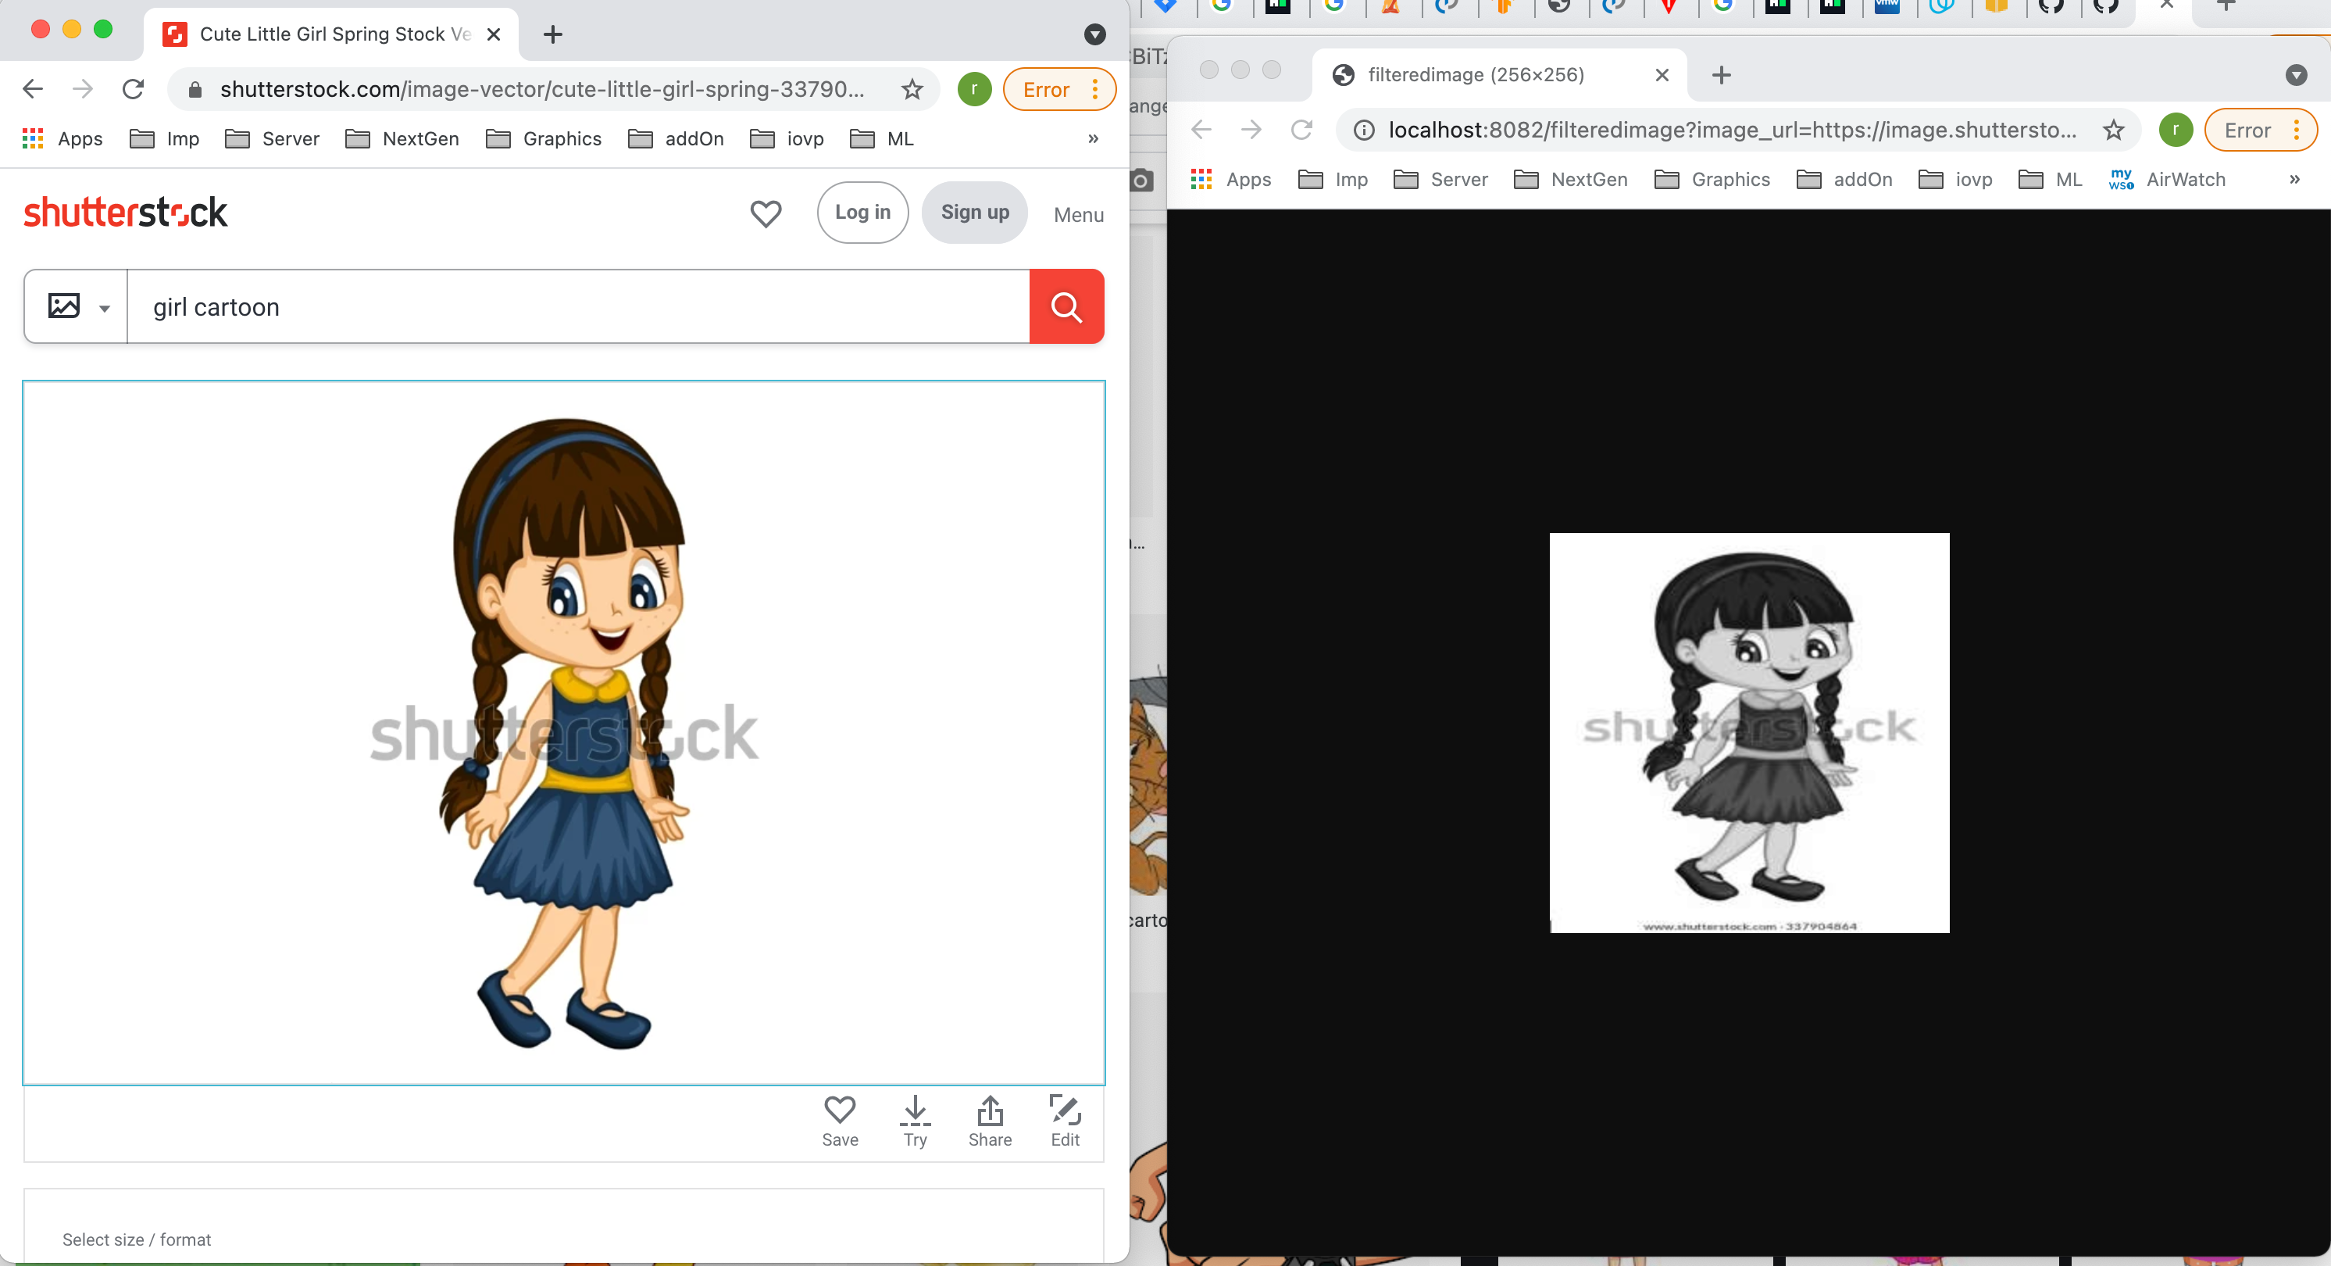 Cute Little Girl Spring Stock Ve
shutterstock.com/image-vector/cute-little-girl-spring-33790...
r
Error
Apps
Imp
Server
NextGen
Graphics
addOn
iovp
ML
»
shutterstock
Log in
Sign up
Menu
girl cartoon
shutterstock
Save
Try
Share
Edit
Select size / format
BiTz
ange
carto
filteredimage (256×256)
localhost:8082/filteredimage?image_url=https://image.shuttersto...
r
Error
Apps
Imp
Server
NextGen
Graphics
addOn
iovp
ML
my
ws1
AirWatch
»
shutterstock
www.shutterstock.com · 337904864